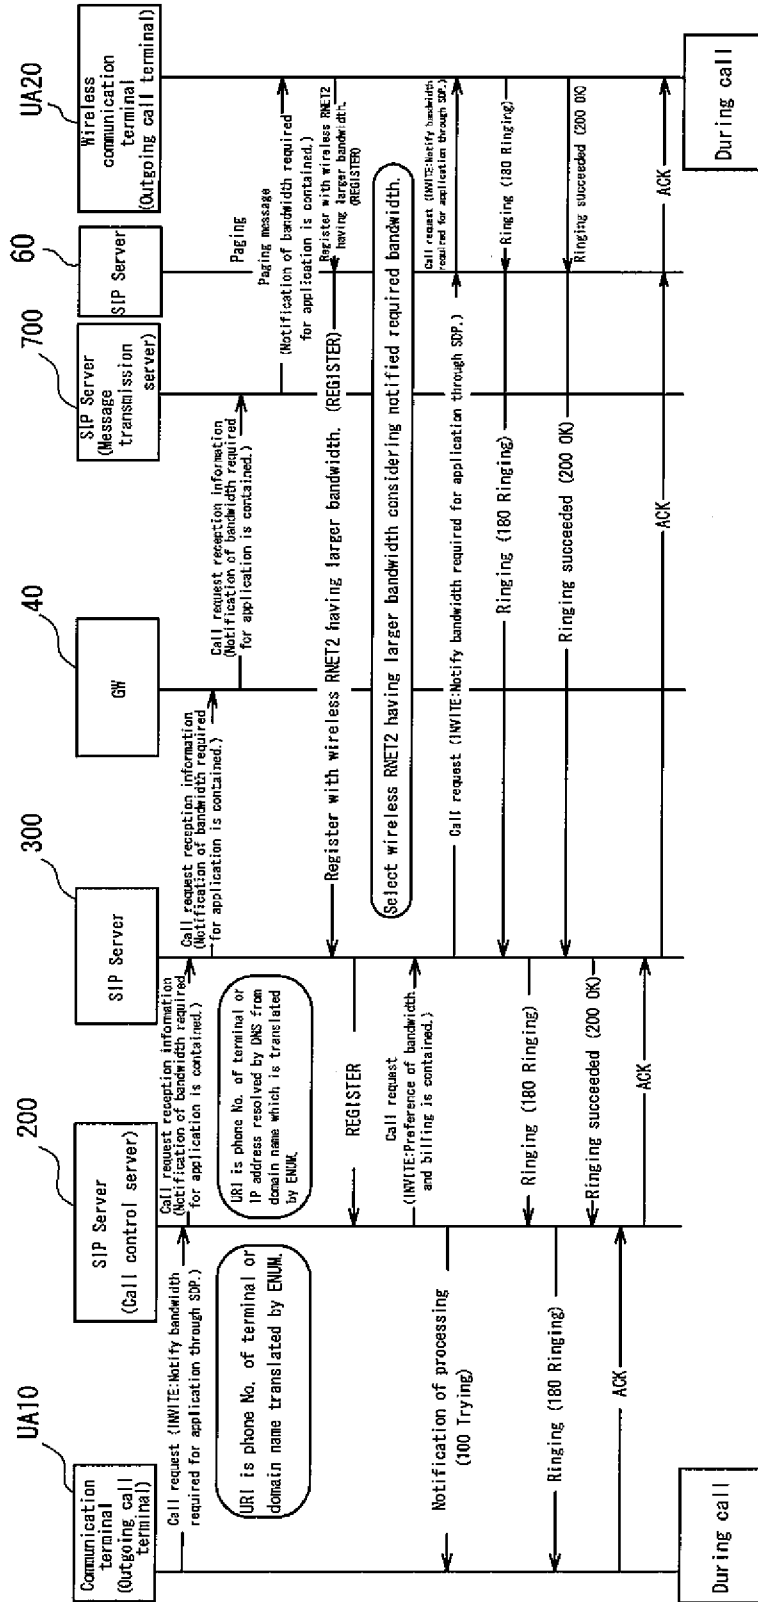 UA10
Communication
terminal
(Outgoing call
terminal)
200
SIP Server
(Call control server)
300
SIP Server
40
GW
700
SIP Server
(Message
transmission
server)
60
SIP Server
UA20
Wireless
communication
terminal
(Outgoing call terminal)
Call request (INVITE:Notify bandwidth
required for application through SDP.)
URI is phone No. of terminal or
domain name translated by ENUM.
Call request reception information
(Notification of bandwidth required
for application is contained.)
URI is phone No. of terminal or
IP address resolved by DNS from
domain name which is translated
by ENUM.
Call request reception information
(Notification of bandwidth required
for application is contained.)
Call request reception information
(Notification of bandwidth required
for application is contained.)
Paging
Paging message
(Notification of bandwidth required
for application is contained.)
Register with wireless RNET2
having larger bandwidth.
(REGISTER)
Register with wireless RNET2 having larger bandwidth. (REGISTER)
REGISTER
Select wireless RNET2 having larger bandwidth considering notified required bandwidth.
Call request
(INVITE:Preference of bandwidth
and billing is contained.)
Notification of processing
(100 Trying)
Call request (INVITE:Notify bandwidth required for application through SDP.)
Call request (INVITE:Notify bandwidth
required for application through SDP.)
Ringing (180 Ringing)
Ringing (180 Ringing)
Ringing (180 Ringing)
Ringing (180 Ringing)
Ringing succeeded (200 OK)
Ringing succeeded (200 OK)
Ringing succeeded (200 OK)
ACK
ACK
ACK
ACK
During call
During call